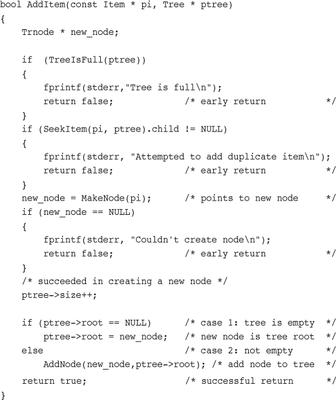 bool AddItem(const Item * pi, Tree * ptree)
{
    Trnode * new_node;

    if  (TreeIsFull(ptree))
    {
        fprintf(stderr,"Tree is full\n");
        return false;             /* early return           */
    }
    if (SeekItem(pi, ptree).child != NULL)
    {
        fprintf(stderr, "Attempted to add duplicate item\n");
        return false;             /* early return           */
    }
    new_node = MakeNode(pi);      /* points to new node     */
    if (new_node == NULL)
    {
        fprintf(stderr, "Couldn't create node\n");
        return false;             /* early return           */
    }
    /* succeeded in creating a new node */
    ptree->size++;

    if (ptree->root == NULL)      /* case 1: tree is empty  */
        ptree->root = new_node;   /* new node is tree root  */
    else                          /* case 2: not empty      */
        AddNode(new_node,ptree->root); /* add node to tree  */
    return true;                  /* successful return      */
}